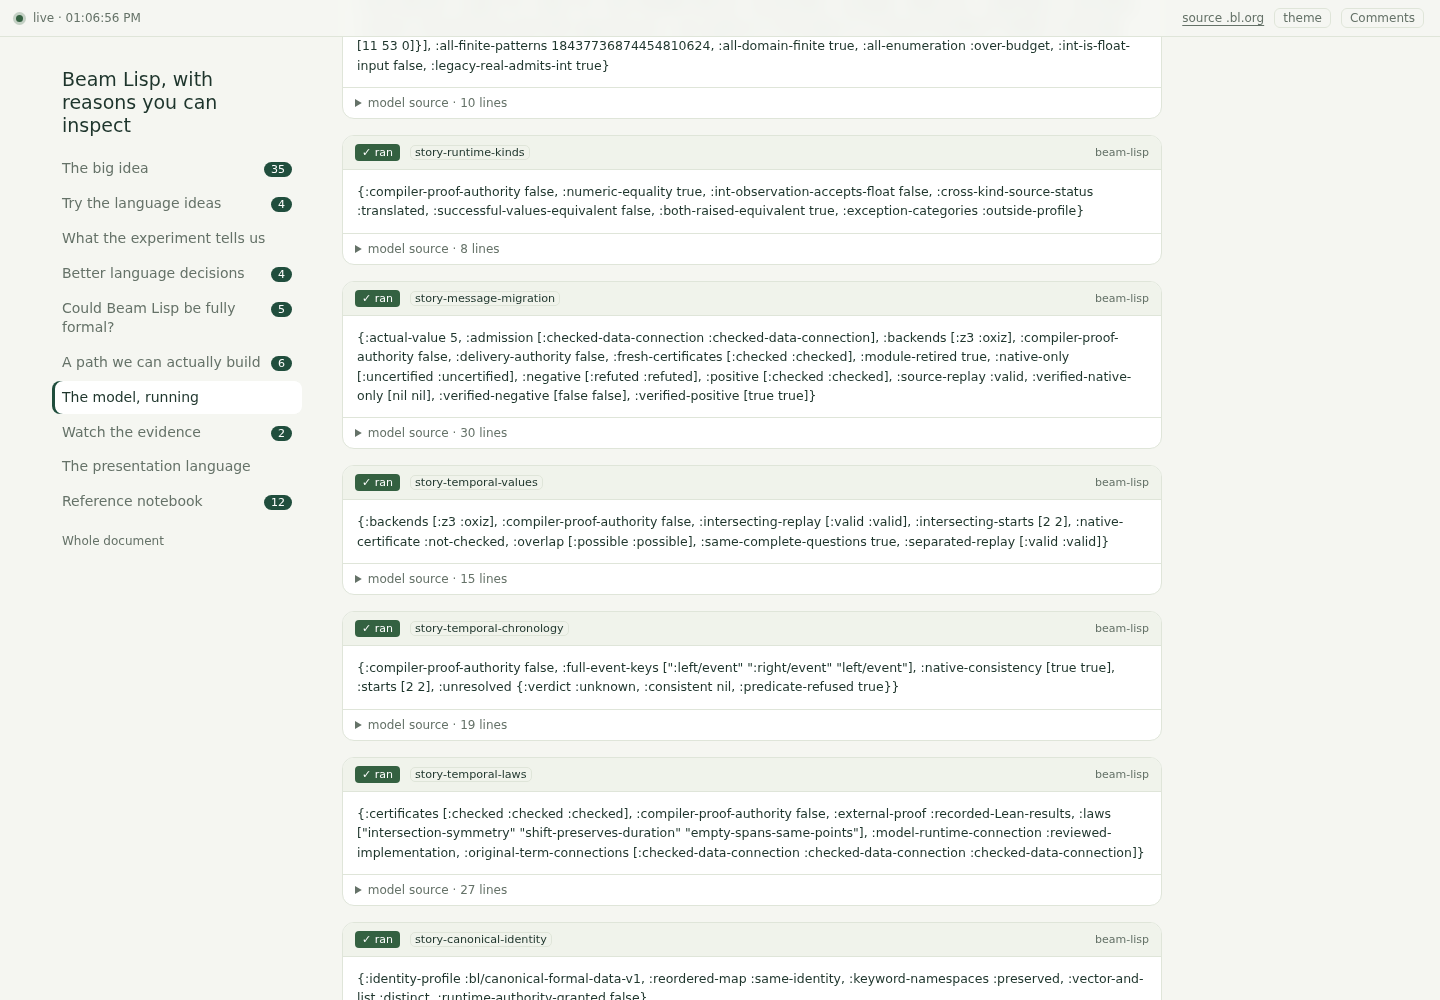 live · 01:06:56 PM
source .bl.org
theme
Comments
Beam Lisp, with
reasons you can
inspect
The big idea
35
Try the language ideas
4
What the experiment tells us
Better language decisions
4
Could Beam Lisp be fully
formal?
5
A path we can actually build
6
The model, running
Watch the evidence
2
The presentation language
Reference notebook
12
Whole document
[11 53 0]}], :all-finite-patterns 18437736874454810624, :all-domain-finite true, :all-enumeration :over-budget, :int-is-float-
input false, :legacy-real-admits-int true}
▶ model source · 10 lines
✓ ran
story-runtime-kinds
beam-lisp
{:compiler-proof-authority false, :numeric-equality true, :int-observation-accepts-float false, :cross-kind-source-status
:translated, :successful-values-equivalent false, :both-raised-equivalent true, :exception-categories :outside-profile}
▶ model source · 8 lines
✓ ran
story-message-migration
beam-lisp
{:actual-value 5, :admission [:checked-data-connection :checked-data-connection], :backends [:z3 :oxiz], :compiler-proof-
authority false, :delivery-authority false, :fresh-certificates [:checked :checked], :module-retired true, :native-only
[:uncertified :uncertified], :negative [:refuted :refuted], :positive [:checked :checked], :source-replay :valid, :verified-native-
only [nil nil], :verified-negative [false false], :verified-positive [true true]}
▶ model source · 30 lines
✓ ran
story-temporal-values
beam-lisp
{:backends [:z3 :oxiz], :compiler-proof-authority false, :intersecting-replay [:valid :valid], :intersecting-starts [2 2], :native-
certificate :not-checked, :overlap [:possible :possible], :same-complete-questions true, :separated-replay [:valid :valid]}
▶ model source · 15 lines
✓ ran
story-temporal-chronology
beam-lisp
{:compiler-proof-authority false, :full-event-keys [":left/event" ":right/event" "left/event"], :native-consistency [true true],
:starts [2 2], :unresolved {:verdict :unknown, :consistent nil, :predicate-refused true}}
▶ model source · 19 lines
✓ ran
story-temporal-laws
beam-lisp
{:certificates [:checked :checked :checked], :compiler-proof-authority false, :external-proof :recorded-Lean-results, :laws
["intersection-symmetry" "shift-preserves-duration" "empty-spans-same-points"], :model-runtime-connection :reviewed-
implementation, :original-term-connections [:checked-data-connection :checked-data-connection :checked-data-connection]}
▶ model source · 27 lines
✓ ran
story-canonical-identity
beam-lisp
{:identity-profile :bl/canonical-formal-data-v1, :reordered-map :same-identity, :keyword-namespaces :preserved, :vector-and-
list :distinct, :runtime-authority-granted false}